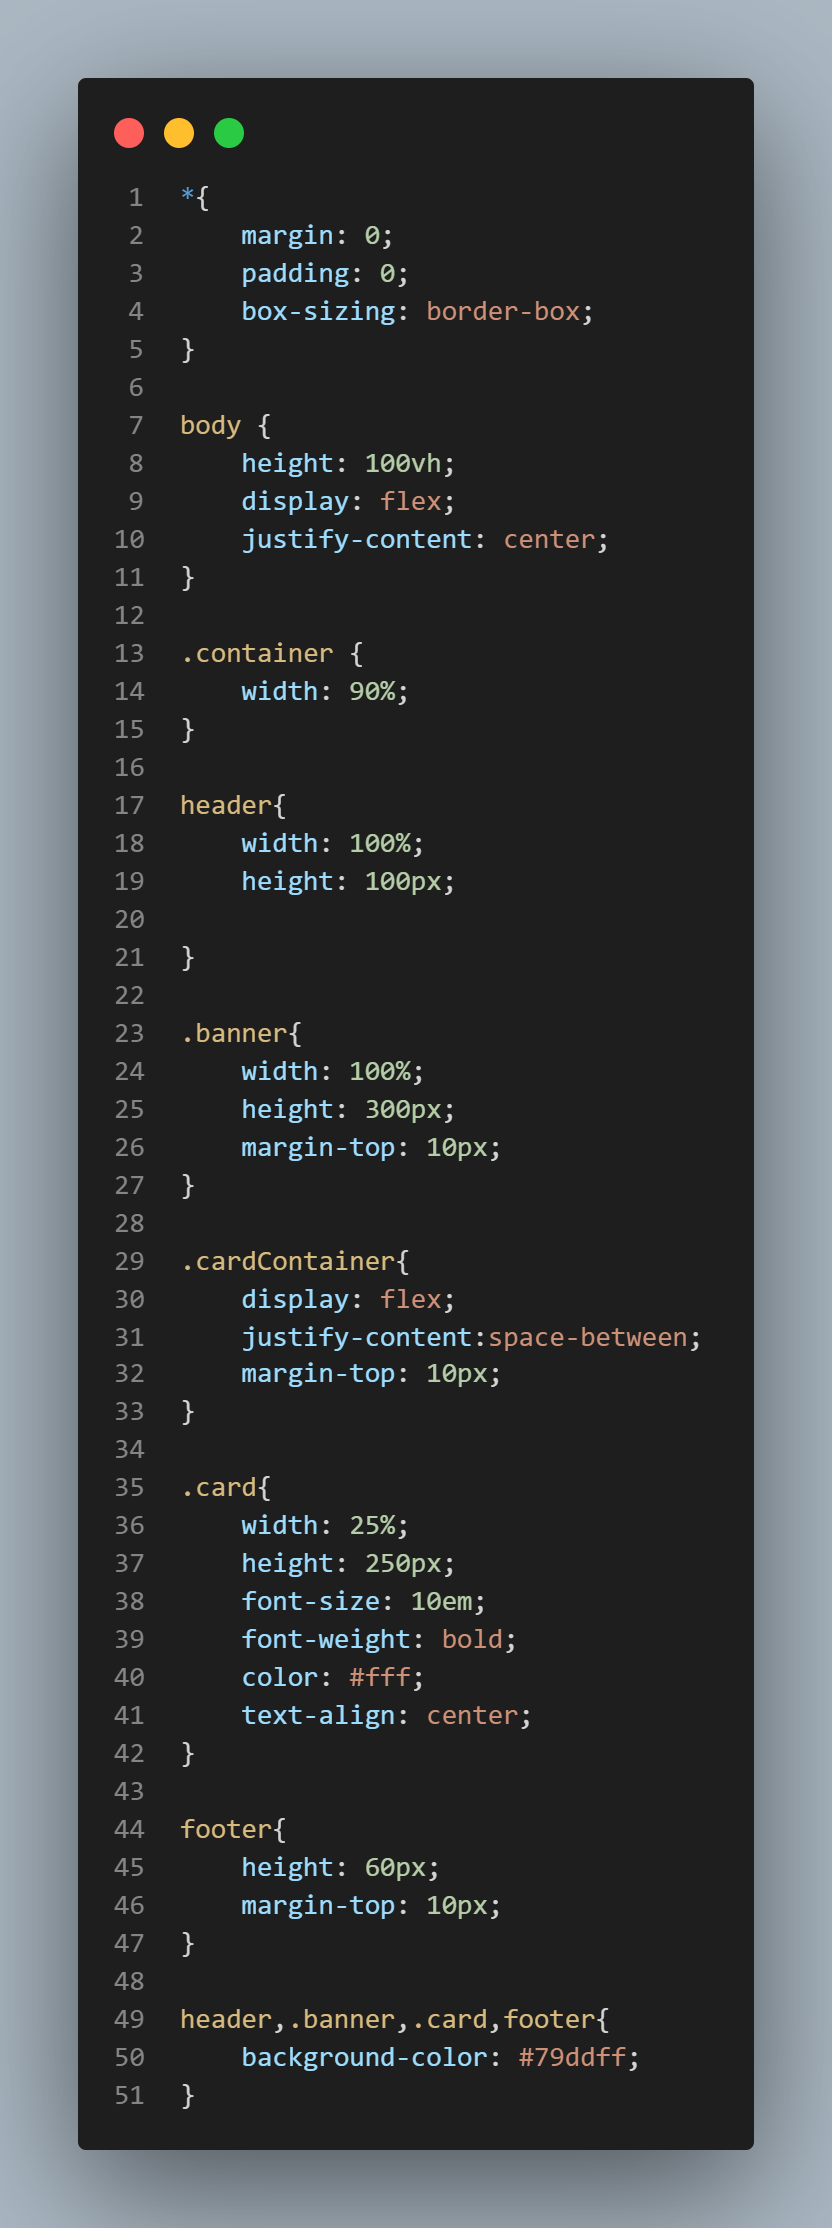 1 *{
2     margin: 0;
3     padding: 0;
4     box-sizing: border-box;
5 }
6
7 body {
8     height: 100vh;
9     display: flex;
10     justify-content: center;
11 }
12
13 .container {
14     width: 90%;
15 }
16
17 header{
18     width: 100%;
19     height: 100px;
20
21 }
22
23 .banner{
24     width: 100%;
25     height: 300px;
26     margin-top: 10px;
27 }
28
29 .cardContainer{
30     display: flex;
31     justify-content:space-between;
32     margin-top: 10px;
33 }
34
35 .card{
36     width: 25%;
37     height: 250px;
38     font-size: 10em;
39     font-weight: bold;
40     color: #fff;
41     text-align: center;
42 }
43
44 footer{
45     height: 60px;
46     margin-top: 10px;
47 }
48
49 header,.banner,.card,footer{
50     background-color: #79ddff;
51 }